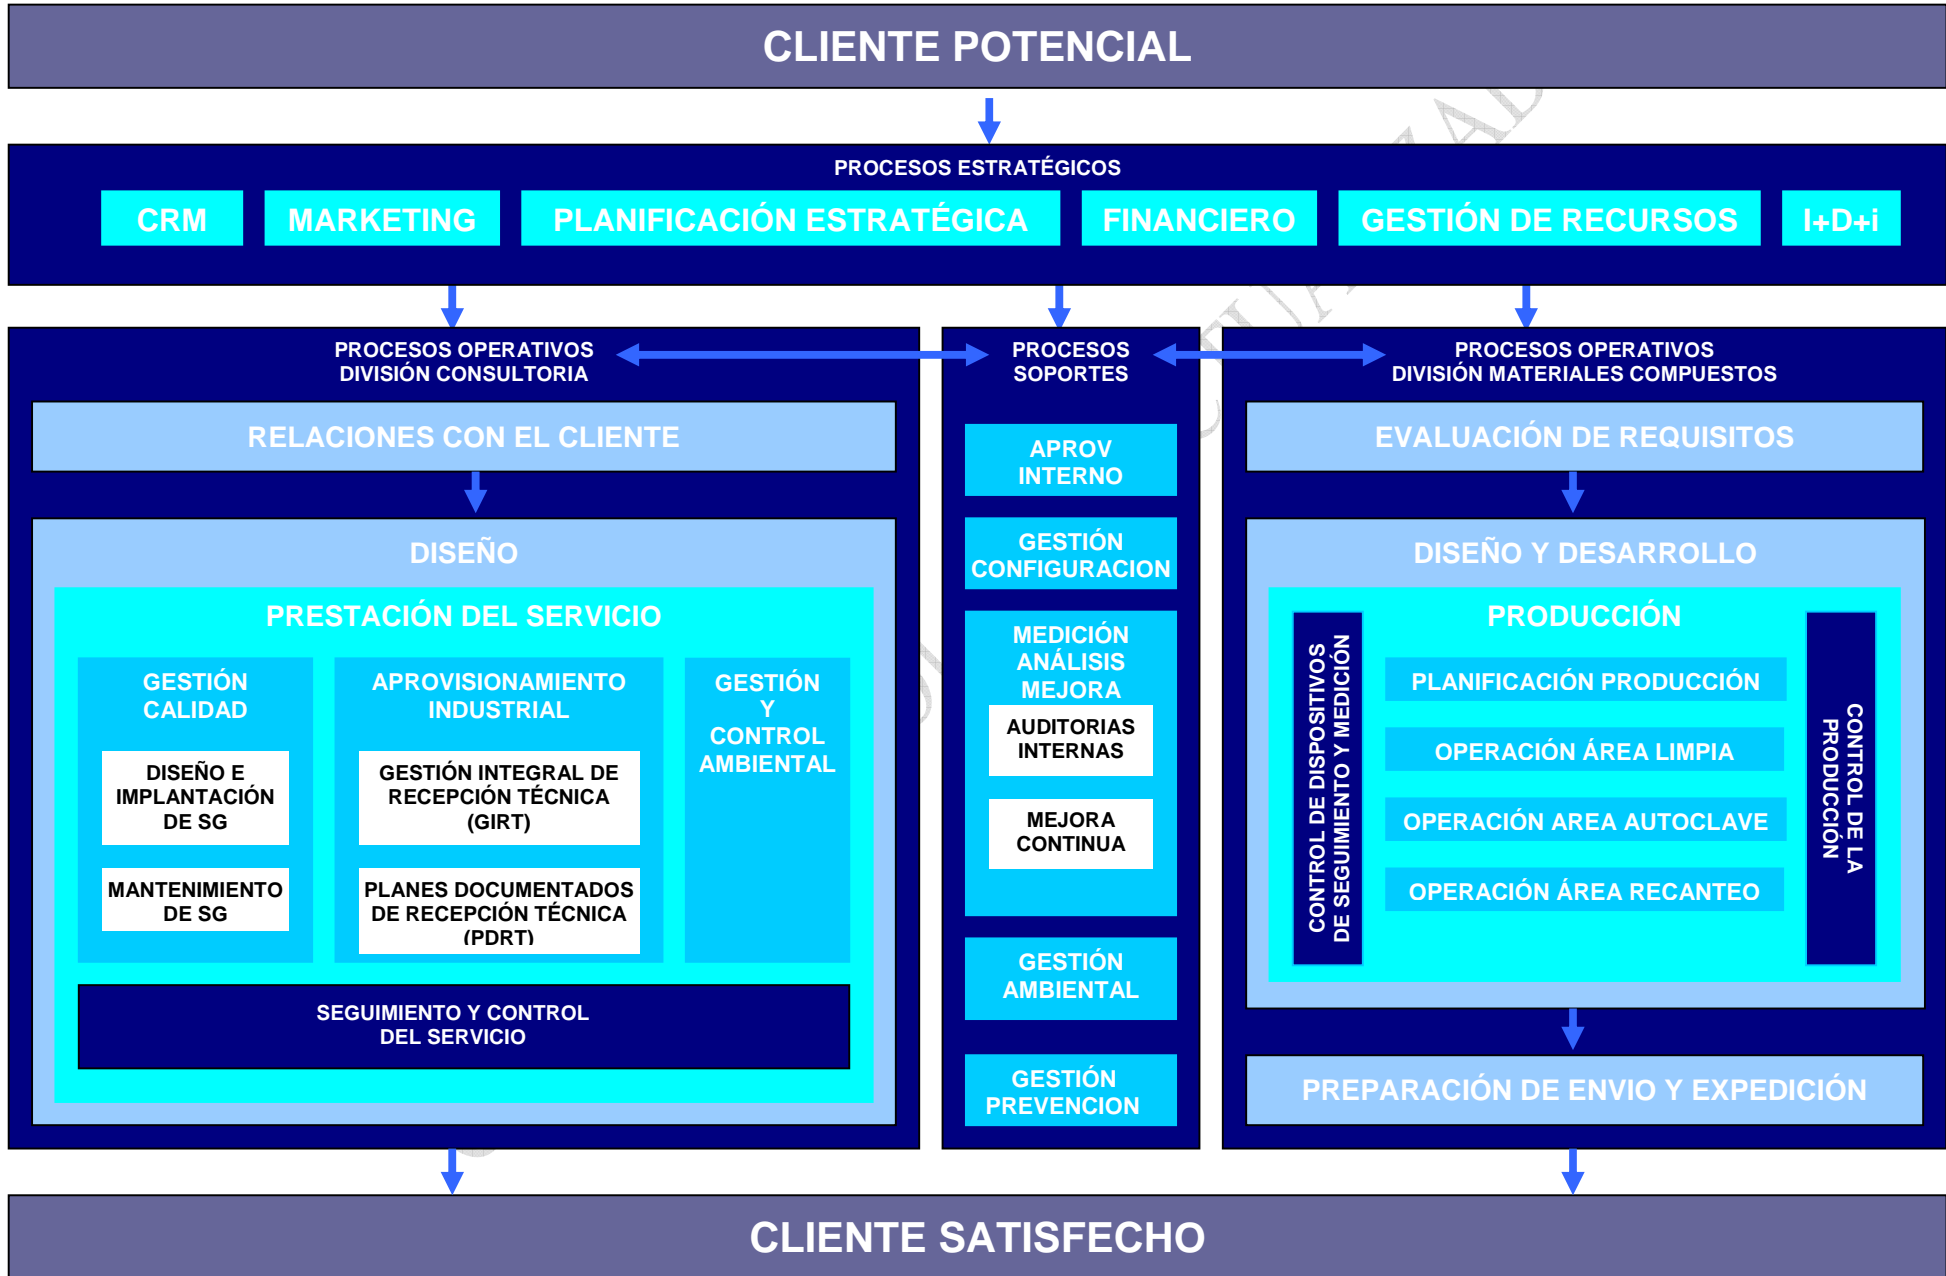 CLIENTE POTENCIAL
PROCESOS ESTRATÉGICOS
CRM
MARKETING
PLANIFICACIÓN ESTRATÉGICA
FINANCIERO
GESTIÓN DE RECURSOS
I+D+i
PROCESOS OPERATIVOS
DIVISIÓN CONSULTORIA
RELACIONES CON EL CLIENTE
DISEÑO
PRESTACIÓN DEL SERVICIO
GESTIÓN
CALIDAD
DISEÑO E
IMPLANTACIÓN
DE SG
MANTENIMIENTO
DE SG
APROVISIONAMIENTO
INDUSTRIAL
GESTIÓN INTEGRAL DE
RECEPCIÓN TÉCNICA
(GIRT)
PLANES DOCUMENTADOS
DE RECEPCIÓN TÉCNICA
(PDRT)
GESTIÓN
Y
CONTROL
AMBIENTAL
SEGUIMIENTO Y CONTROL
DEL SERVICIO
PROCESOS
SOPORTES
APROV
INTERNO
GESTIÓN
CONFIGURACION
MEDICIÓN
ANÁLISIS
MEJORA
AUDITORIAS
INTERNAS
MEJORA
CONTINUA
GESTIÓN
AMBIENTAL
GESTIÓN
PREVENCION
PROCESOS OPERATIVOS
DIVISIÓN MATERIALES COMPUESTOS
EVALUACIÓN DE REQUISITOS
DISEÑO Y DESARROLLO
PRODUCCIÓN
CONTROL DE DISPOSITIVOS
DE SEGUIMIENTO Y MEDICIÓN
PLANIFICACIÓN PRODUCCIÓN
OPERACIÓN ÁREA LIMPIA
OPERACIÓN AREA AUTOCLAVE
OPERACIÓN ÁREA RECANTEO
CONTROL DE LA
PRODUCCIÓN
PREPARACIÓN DE ENVIO Y EXPEDICIÓN
CLIENTE SATISFECHO